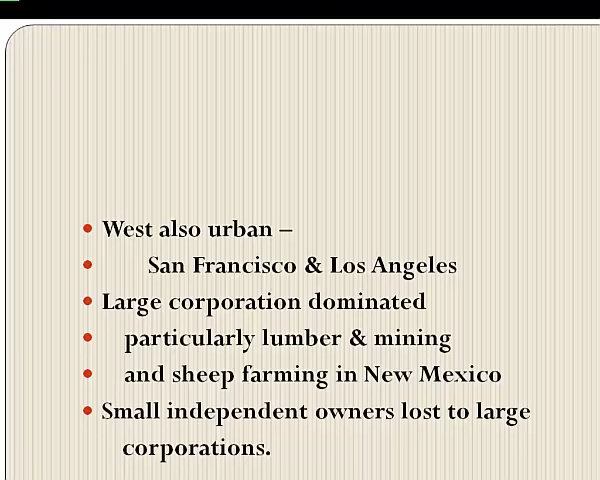 • West also urban –
• San Francisco & Los Angeles
• Large corporation dominated
• particularly lumber & mining
• and sheep farming in New Mexico
• Small independent owners lost to large
corporations.